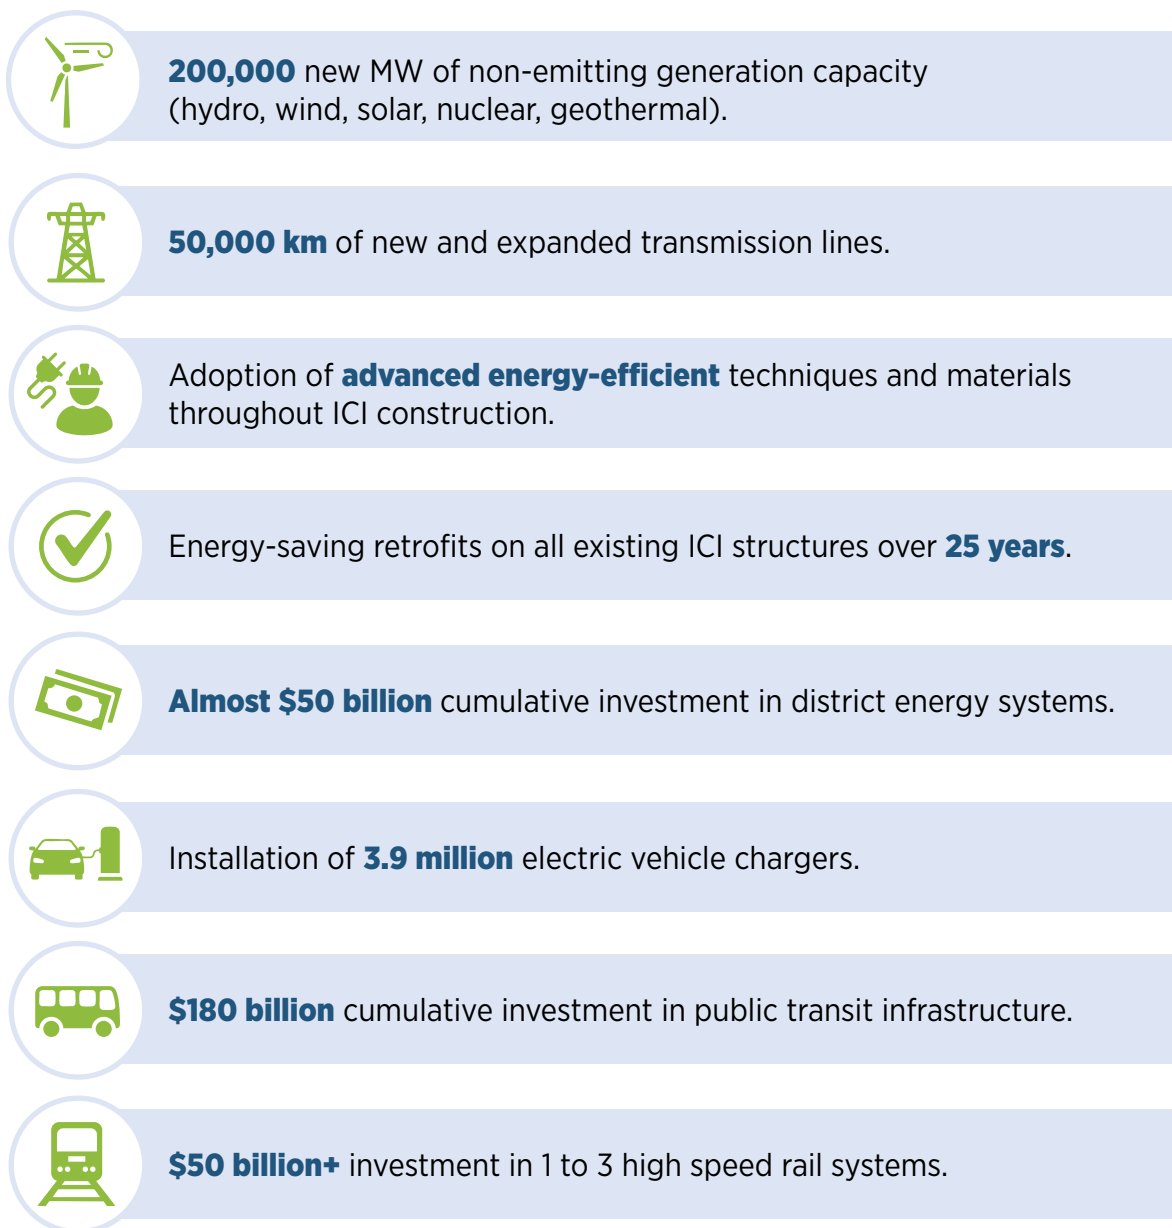 200,000 new MW of non-emitting generation capacity
(hydro, wind, solar, nuclear, geothermal).
50,000 km of new and expanded transmission lines.
Adoption of advanced energy-efficient techniques and materials
throughout ICI construction.
Energy-saving retrofits on all existing ICI structures over 25 years.
Almost $50 billion cumulative investment in district energy systems.
Installation of 3.9 million electric vehicle chargers.
$180 billion cumulative investment in public transit infrastructure.
$50 billion+ investment in 1 to 3 high speed rail systems.